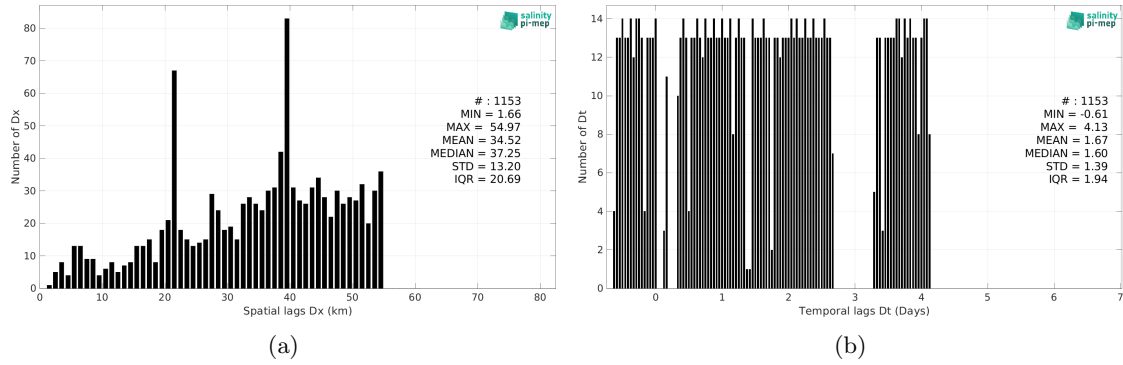 salinity
pi-mep
80
70
60
50
40
30
20
10
0
Number of Dx
# : 1153
MIN = 1.66
MAX = 54.97
MEAN = 34.52
MEDIAN = 37.25
STD = 13.20
IQR = 20.69
0 10 20 30 40 50 60 70 80
Spatial lags Dx (km)
(a)
salinity
pi-mep
14
12
10
8
6
4
2
0
Number of Dt
# : 1153
MIN = -0.61
MAX = 4.13
MEAN = 1.67
MEDIAN = 1.60
STD = 1.39
IQR = 1.94
0 1 2 3 4 5 6 7
Temporal lags Dt (Days)
(b)